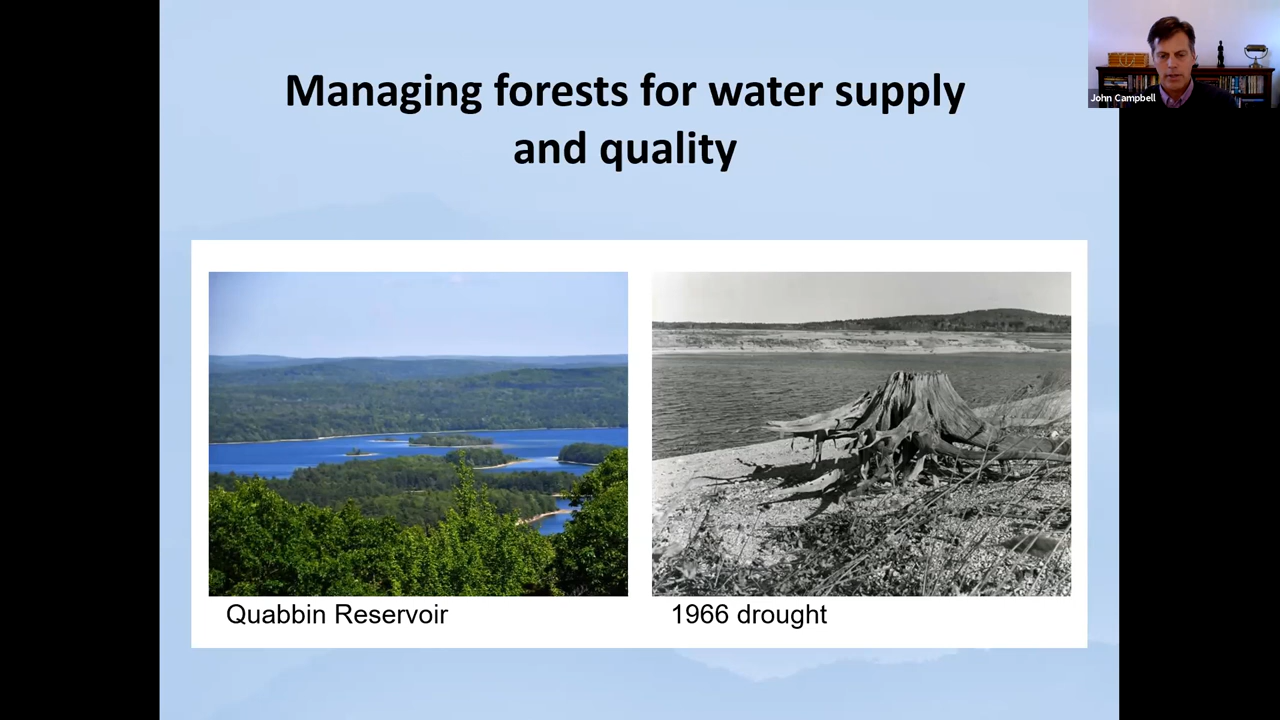 Managing forests for water supply
and quality
John Campbell
Quabbin Reservoir
1966 drought